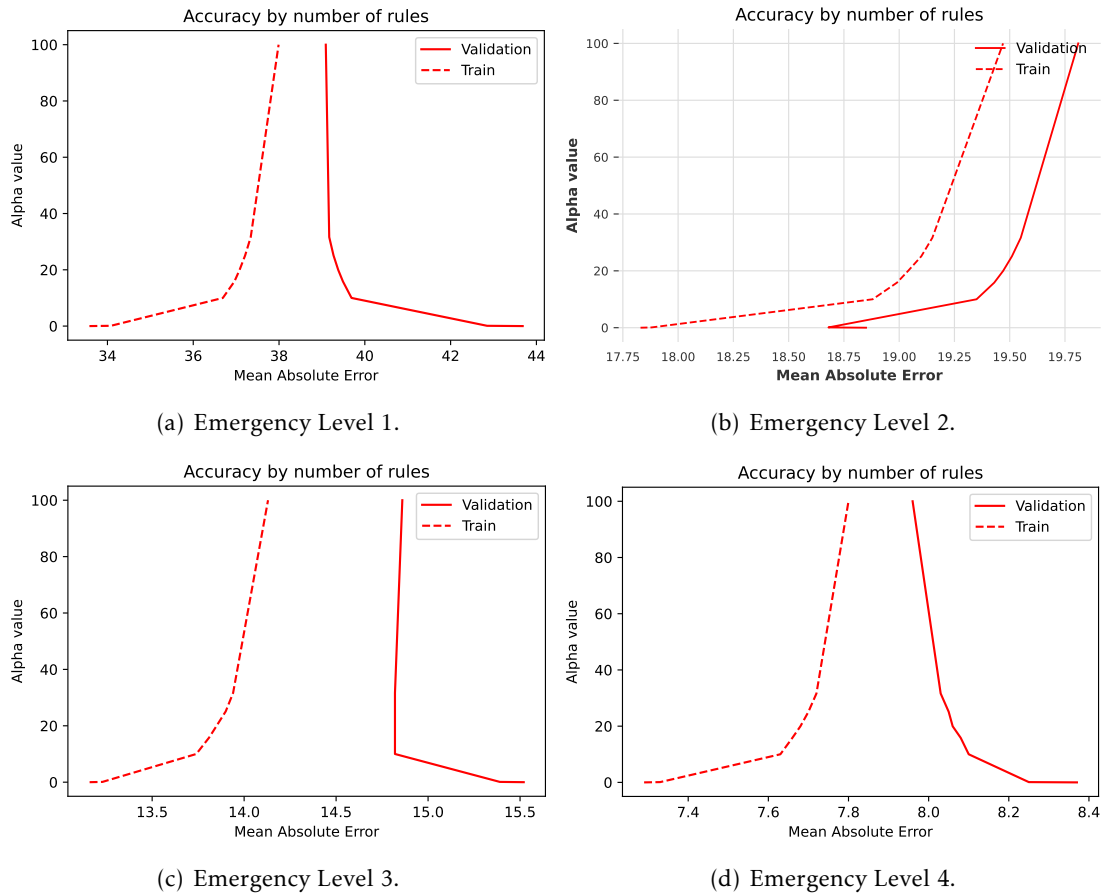 Accuracy by number of rules
100
80
60
40
20
0
Alpha value
Validation
Train
34
36
38
40
42
44
Mean Absolute Error
(a) Emergency Level 1.
Accuracy by number of rules
100
80
60
40
20
0
Alpha value
Validation
Train
17.75
18.00
18.25
18.50
18.75
19.00
19.25
19.50
19.75
Mean Absolute Error
(b) Emergency Level 2.
Accuracy by number of rules
100
80
60
40
20
0
Alpha value
Validation
Train
13.5
14.0
14.5
15.0
15.5
Mean Absolute Error
(c) Emergency Level 3.
Accuracy by number of rules
100
80
60
40
20
0
Alpha value
Validation
Train
7.4
7.6
7.8
8.0
8.2
8.4
Mean Absolute Error
(d) Emergency Level 4.